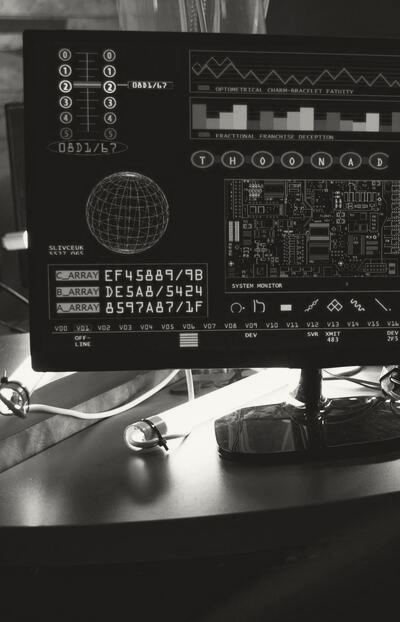 0 0
1 1
2 2 08D1/67
3 3
4 4
5 5
08D1/67
OPTOMETRICAL CHARM-BRACELET FATUITY
FRACTIONAL FRANCHISE DECEPTION
T H O O N A D
SLIVCEUK
C_ARRAY EF45889/9B
B_ARRAY DE5A8/5424
A_ARRAY 8597A87/1F
SYSTEM MONITOR
V00 V01 V02 V03 V04 V05 V06 V07 V08 V09 V10 V11 V12 V13 V14 V15 V16
OFF-LINE DEV SVR XMIT 483 DEV 2F5